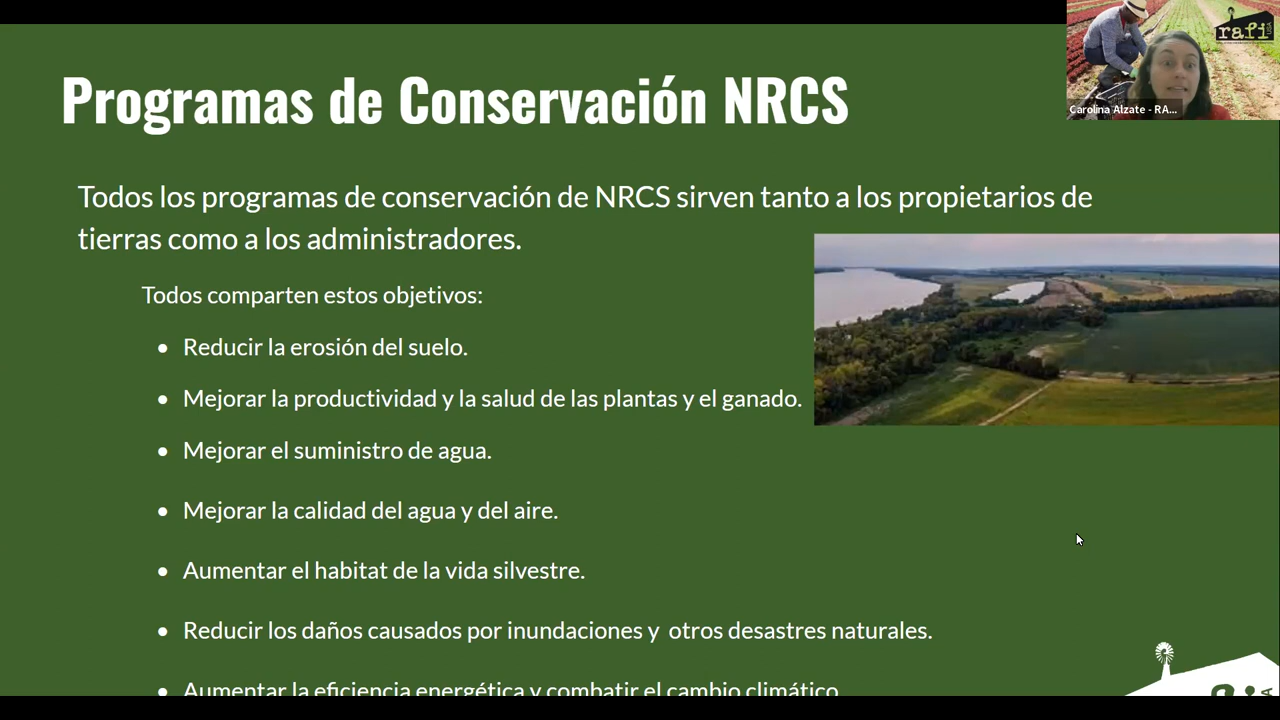 Programas de Conservación NRCS
rafi
USA
Carolina Alzate - RA...
Todos los programas de conservación de NRCS sirven tanto a los propietarios de
tierras como a los administradores.
Todos comparten estos objetivos:
• Reducir la erosión del suelo.
• Mejorar la productividad y la salud de las plantas y el ganado.
• Mejorar el suministro de agua.
• Mejorar la calidad del agua y del aire.
• Aumentar el habitat de la vida silvestre.
• Reducir los daños causados por inundaciones y  otros desastres naturales.
• Aumentar la eficiencia energética y combatir el cambio climático